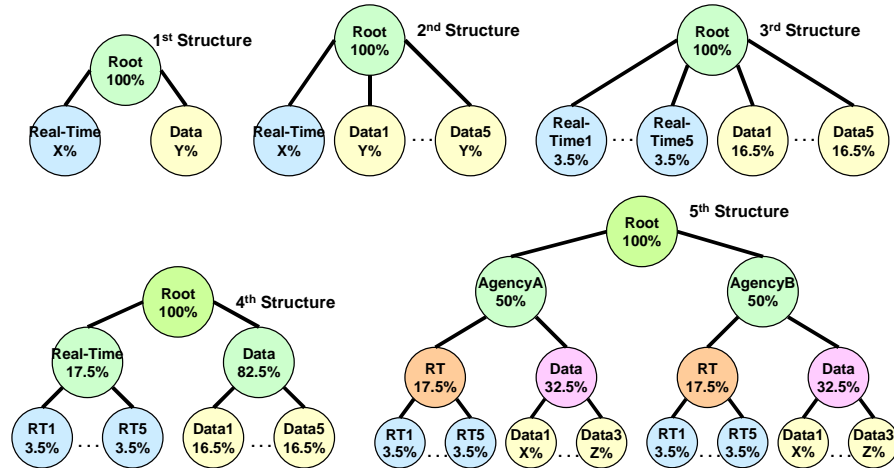 1st Structure
Root
100%
Real-Time
X%
Data
Y%
2nd Structure
Root
100%
Real-Time
X%
Data1
Y%
...
Data5
Y%
3rd Structure
Root
100%
Real-
Time1
3.5%
...
Real-
Time5
3.5%
Data1
16.5%
...
Data5
16.5%
4th Structure
Root
100%
Real-Time
17.5%
Data
82.5%
RT1
3.5%
...
RT5
3.5%
Data1
16.5%
...
Data5
16.5%
5th Structure
Root
100%
AgencyA
50%
AgencyB
50%
RT
17.5%
Data
32.5%
RT
17.5%
Data
32.5%
RT1
3.5%
...
RT5
3.5%
Data1
X%
...
Data3
Z%
RT1
3.5%
...
RT5
3.5%
Data1
X%
...
Data3
Z%